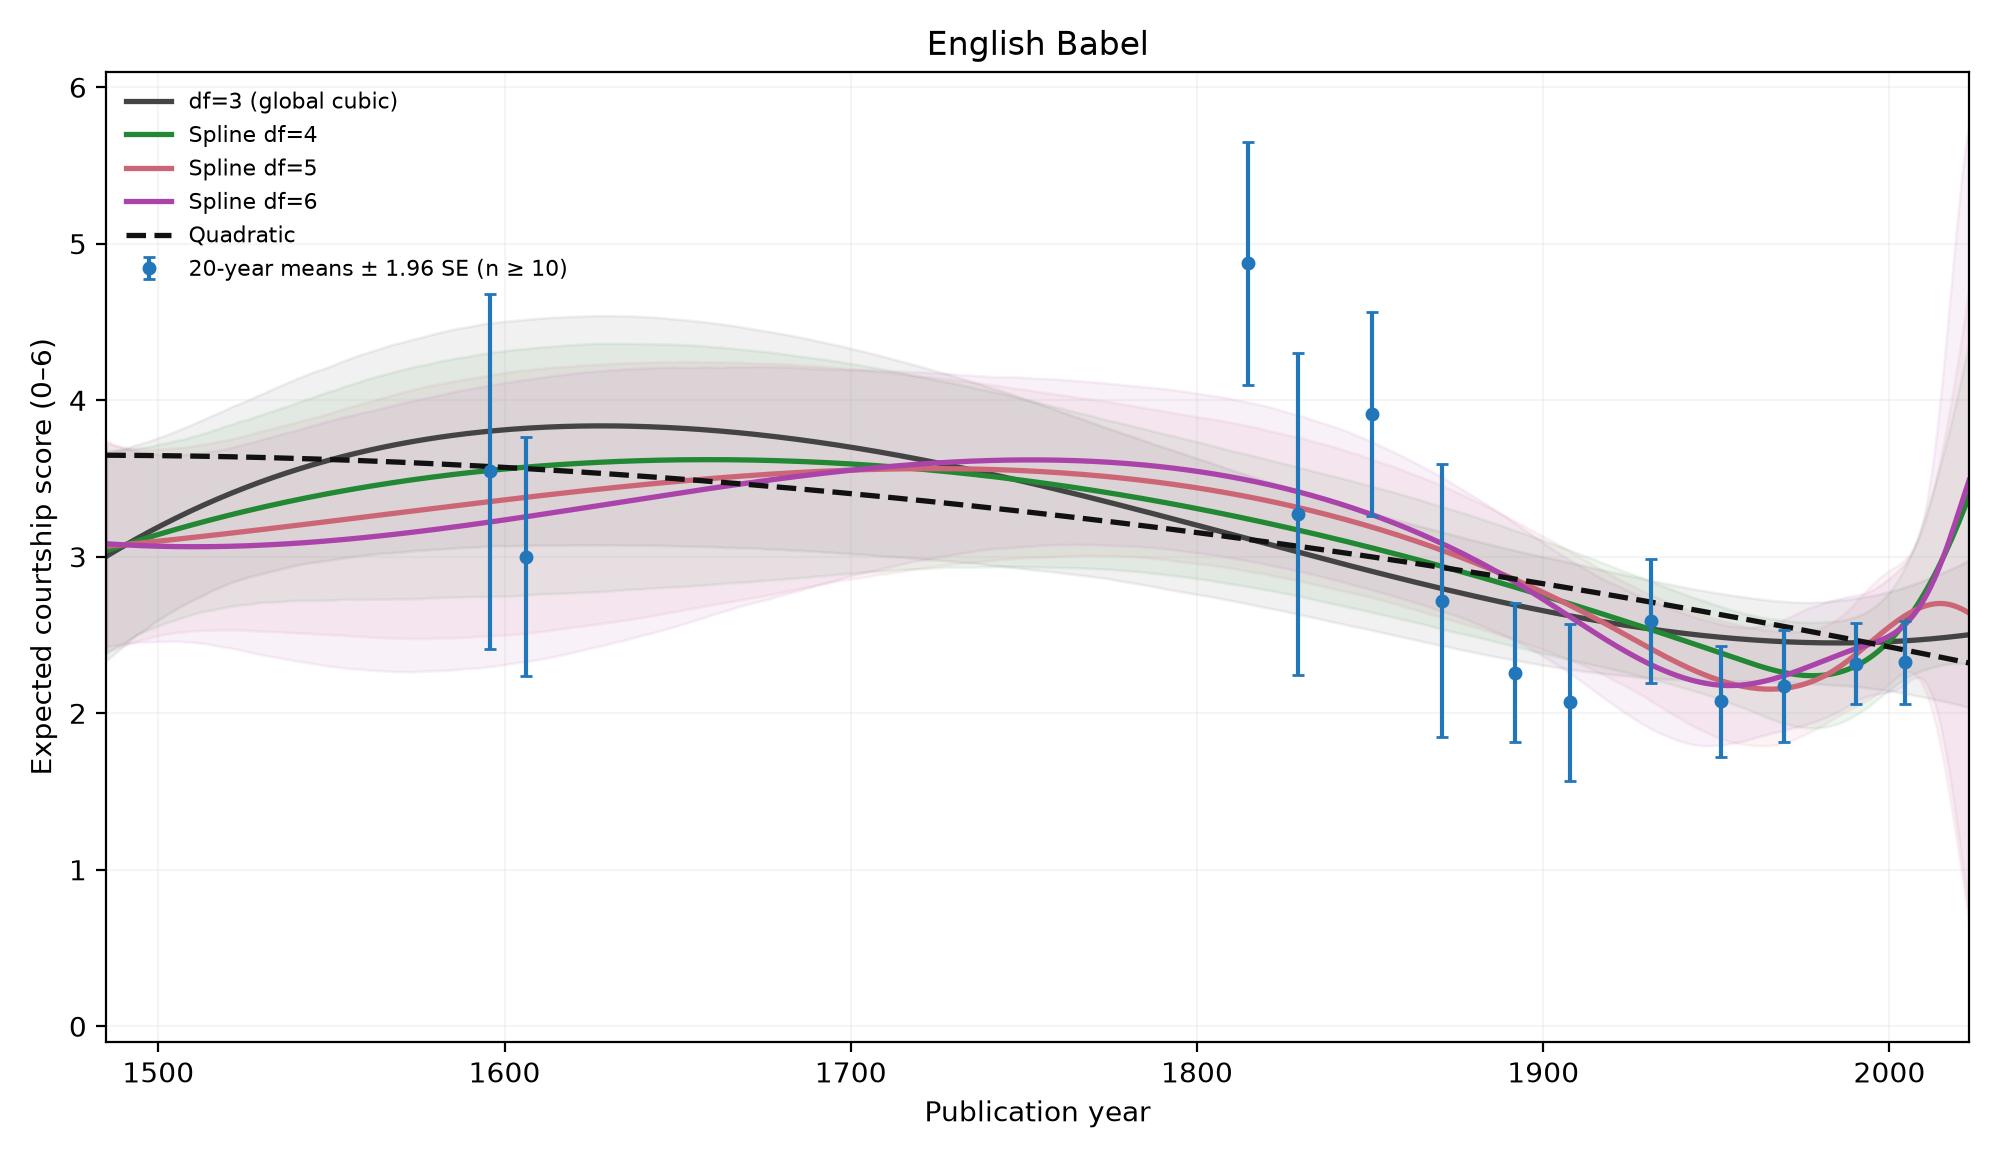 English Babel
df=3 (global cubic)
Spline df=4
Spline df=5
Spline df=6
Quadratic
20-year means ± 1.96 SE (n ≥ 10)
Expected courtship score (0–6)
6
5
4
3
2
1
0
1500 1600 1700 1800 1900 2000
Publication year